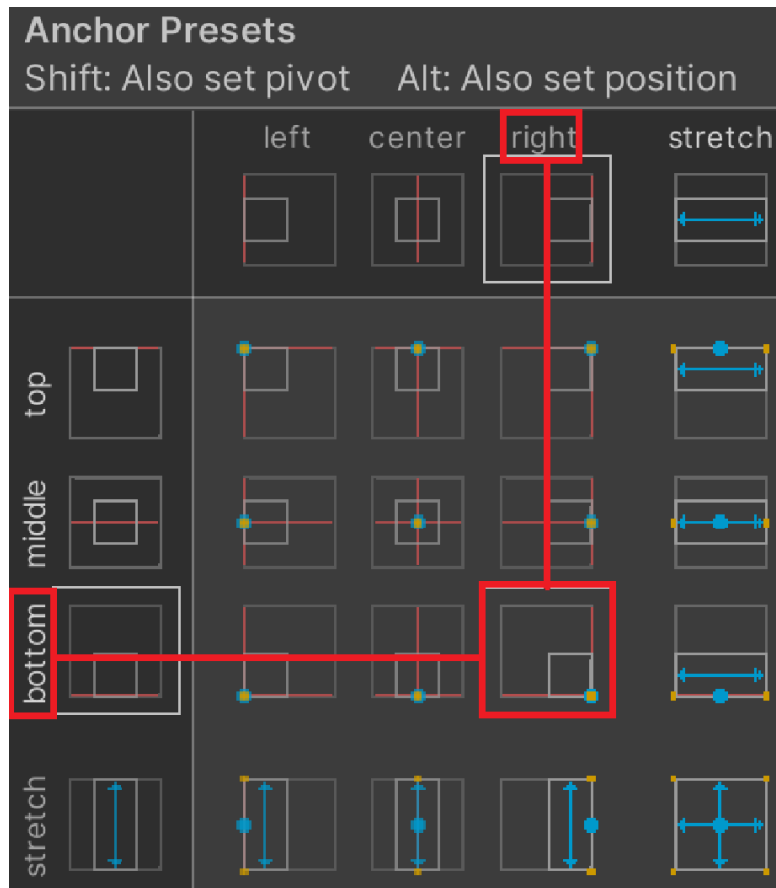 Anchor Presets
Shift: Also set pivot Alt: Also set position
left center right stretch
top
middle
bottom
stretch